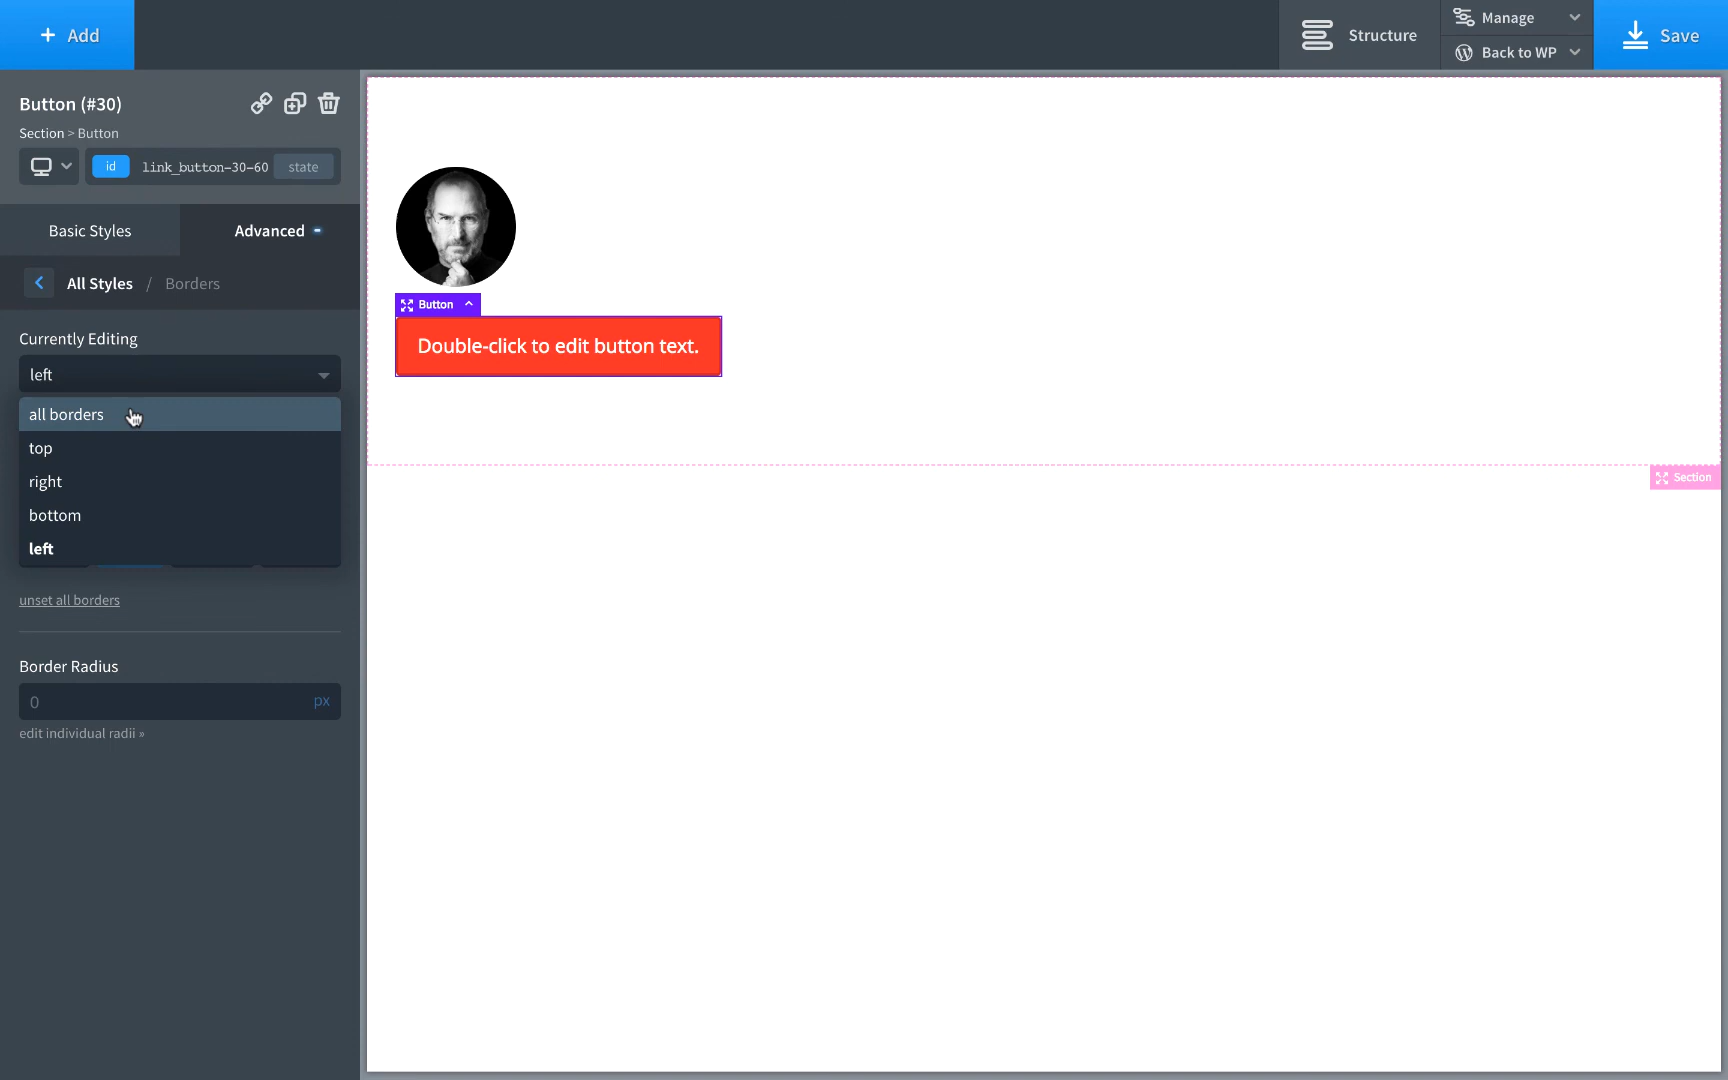 + Add
Structure
Manage
Back to WP
Save
Button (#30)
Section > Button
id link_button-30-60 state
Basic Styles
Advanced
All Styles / Borders
Currently Editing
left
all borders
top
right
bottom
left
unset all borders
Border Radius
0 px
edit individual radii »
Button
Double-click to edit button text.
Section